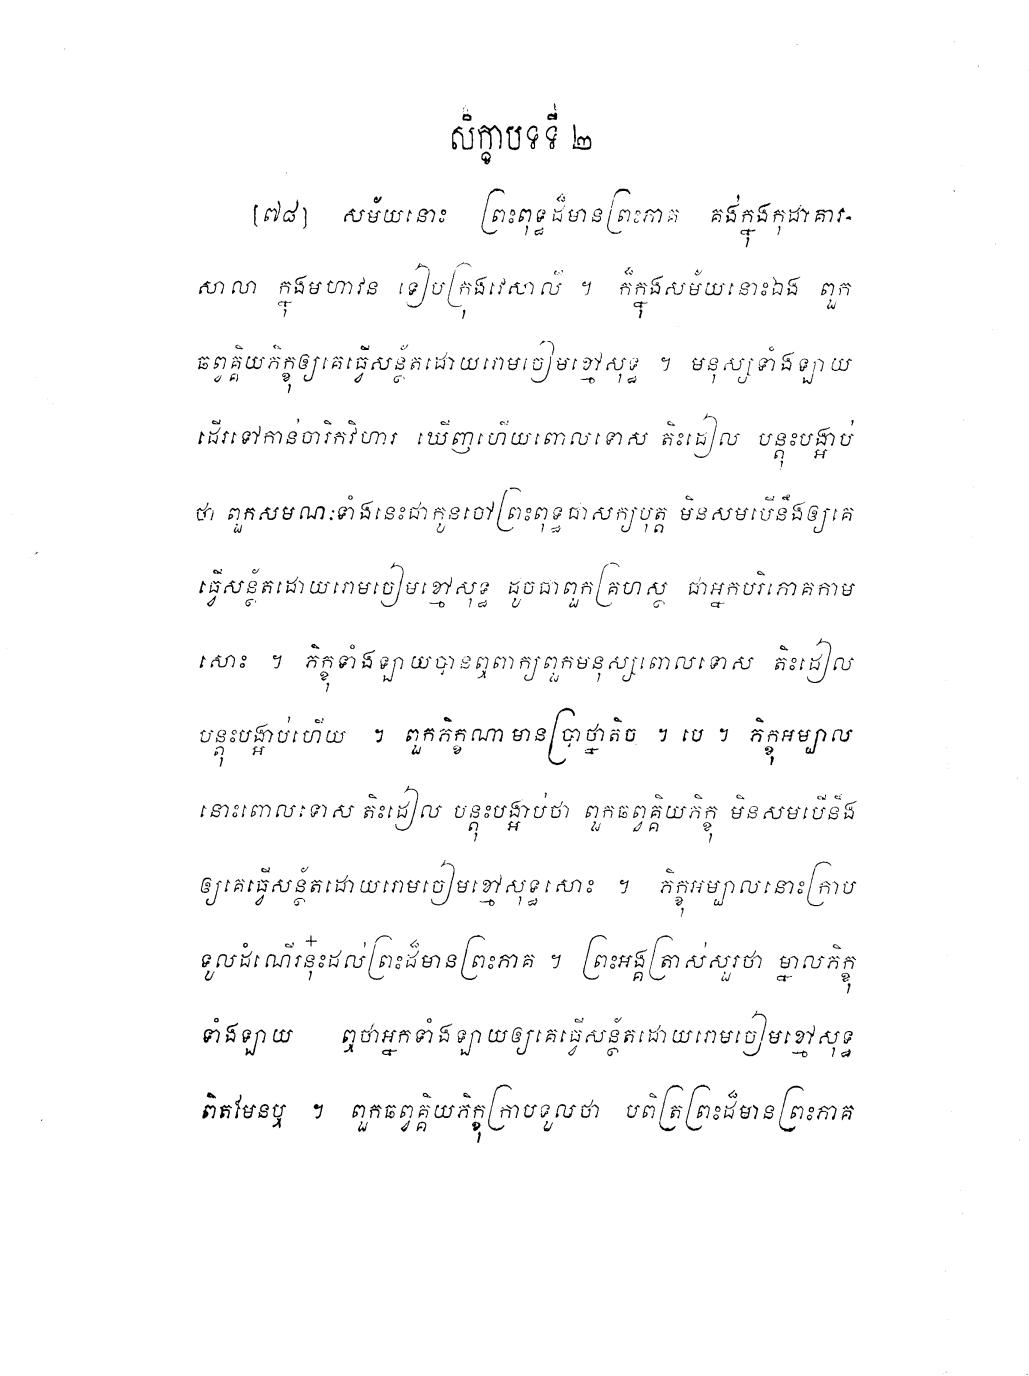 សិក្ខាបទទី ២
[៧៨] សម័យនោះ ព្រះពុទ្ធដ៏មានព្រះភាគ គង់ក្នុងកុដាគារ-
សាលា ក្នុងមហាវន ទៀបក្រុងវេសាលី ។ ក៏ក្នុងសម័យនោះឯង ពួក
ឆព្វគ្គិយភិក្ខុឲ្យគេធ្វើសន្ថ័តដោយរោមចៀមខ្មៅសុទ្ធ ។ មនុស្សទាំងឡាយ
ដើរទៅកាន់ចារិកវិហារ ឃើញហើយពោលទោស តិះដៀល បន្តុះបង្អាប់
ថា ពួកសមណៈទាំងនេះជាកូនចៅព្រះពុទ្ធជាសក្យបុត្ត មិនសមបើនឹងឲ្យគេ
ធ្វើសន្ថ័តដោយរោមចៀមខ្មៅសុទ្ធ ដូចជាពួកគ្រហស្ថ ជាអ្នកបរិភោគកាម
សោះ ។ ភិក្ខុទាំងឡាយបានឮពាក្យពួកមនុស្សពោលទោស តិះដៀល
បន្តុះបង្អាប់ហើយ ។ ពួកភិក្ខុណាមានប្រាថ្នាតិច ។ បេ ។ ភិក្ខុអម្បាល
នោះពោលទោស តិះដៀល បន្តុះបង្អាប់ថា ពួកឆព្វគ្គិយភិក្ខុ មិនសមបើនឹង
ឲ្យគេធ្វើសន្ថ័តដោយរោមចៀមខ្មៅសុទ្ធសោះ ។ ភិក្ខុអម្បាលនោះក្រាប
ទូលដំណើរនុ៎ះដល់ព្រះដ៏មានព្រះភាគ ។ ព្រះអង្គត្រាស់សួរថា ម្នាលភិក្ខុ
ទាំងឡាយ ឮថាអ្នកទាំងឡាយឲ្យគេធ្វើសន្ថ័តដោយរោមចៀមខ្មៅសុទ្ធ
ពិតមែនឬ ។ ពួកឆព្វគ្គិយភិក្ខុក្រាបទូលថា បពិត្រព្រះដ៏មានព្រះភាគ